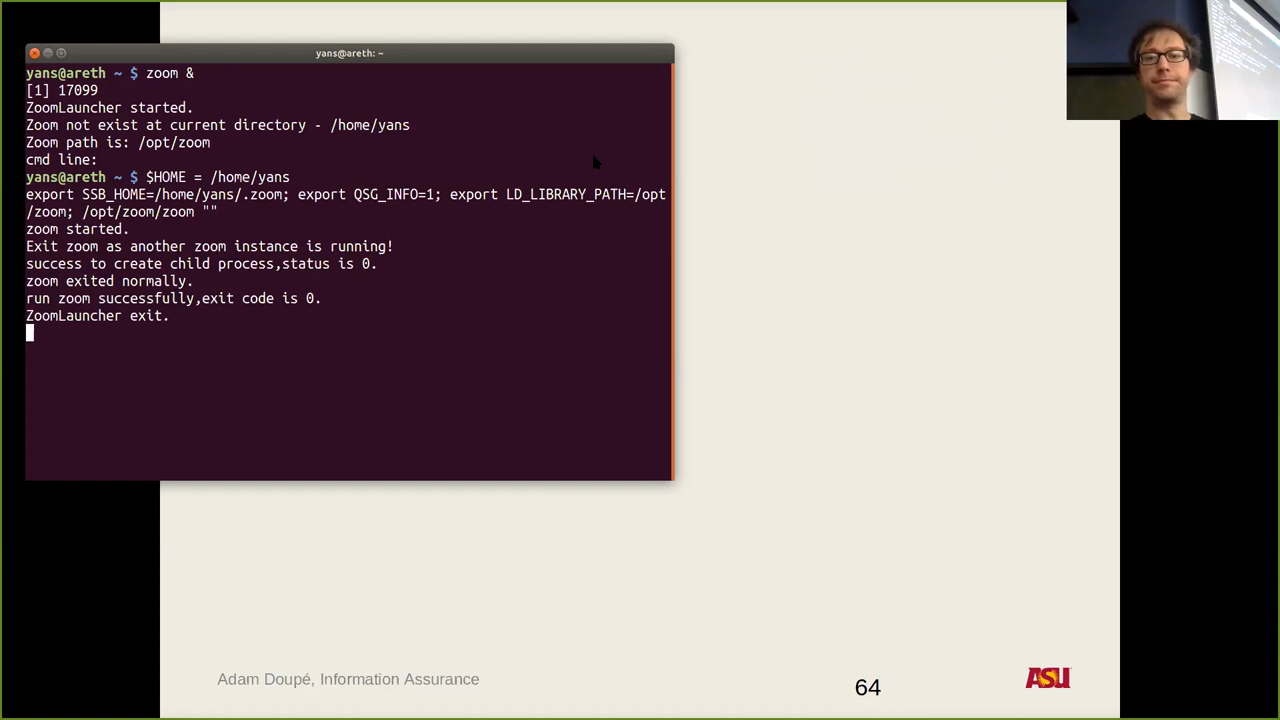 yans@areth: ~
yans@areth ~ $ zoom &
[1] 17099
ZoomLauncher started.
Zoom not exist at current directory - /home/yans
Zoom path is: /opt/zoom
cmd line:
yans@areth ~ $ $HOME = /home/yans
export SSB_HOME=/home/yans/.zoom; export QSG_INFO=1; export LD_LIBRARY_PATH=/opt
/zoom; /opt/zoom/zoom ""
zoom started.
Exit zoom as another zoom instance is running!
success to create child process,status is 0.
zoom exited normally.
run zoom successfully,exit code is 0.
ZoomLauncher exit.
Adam Doupé, Information Assurance
64
ASU